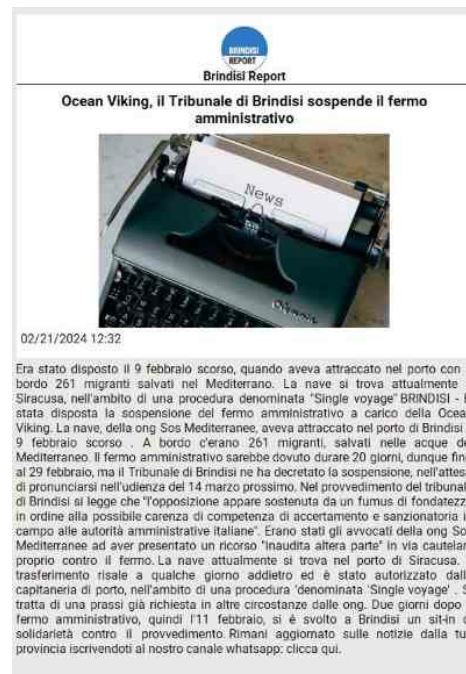 BRINDISI
REPORT
Brindisi Report
Ocean Viking, il Tribunale di Brindisi sospende il fermo
amministrativo
News
Olympia
02/21/2024 12:32
Era stato disposto il 9 febbraio scorso, quando aveva attraccato nel porto con
bordo 261 migranti salvati nel Mediterrano. La nave si trova attualmente
Siracusa, nell'ambito di una procedura denominata "Single voyage" BRINDISI -
stata disposta la sospensione del fermo amministrativo a carico della Ocea
Viking. La nave, della ong Sos Mediterranee, aveva attraccato nel porto di Brindisi
9 febbraio scorso . A bordo c'erano 261 migranti, salvati nelle acque de
Mediterraneo. Il fermo amministrativo sarebbe dovuto durare 20 giorni, dunque fin
al 29 febbraio, ma il Tribunale di Brindisi ne ha decretato la sospensione, nell'attes
di pronunciarsi nell'udienza del 14 marzo prossimo. Nel provvedimento del tribunal
di Brindisi si legge che "l'opposizione appare sostenuta da un fumus di fondatezz
in ordine alla possibile carenza di competenza di accertamento e sanzionatoria i
campo alle autorità amministrative italiane". Erano stati gli avvocati della ong So
Mediterranee ad aver presentato un ricorso "inaudita altera parte" in via cautelar
proprio contro il fermo. La nave attualmente si trova nel porto di Siracusa.
trasferimento risale a qualche giorno addietro ed è stato autorizzato dall
capitaneria di porto, nell'ambito di una procedura 'denominata 'Single voyage' . S
tratta di una prassi già richiesta in altre circostanze dalle ong. Due giorni dopo
fermo amministrativo, quindi l'11 febbraio, si é svolto a Brindisi un sit-in d
solidarietà contro il provvedimento. Rimani aggiornato sulle notizie dalla tu
provincia iscrivendoti al nostro canale whatsapp: clicca qui.